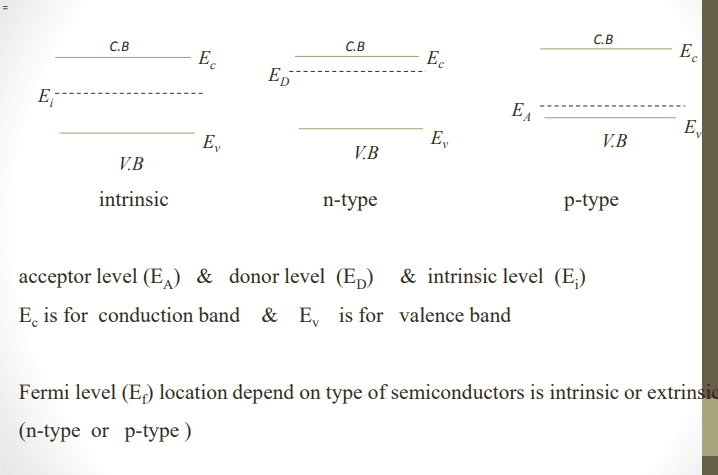 =
C.B C.B C.B
E_c E_c E_c
E_i E_D E_A
E_v E_v E_v
V.B V.B V.B
intrinsic n-type p-type
acceptor level (E_A) & donor level (E_D) & intrinsic level (E_i)
E_c is for conduction band & E_v is for valence band
Fermi level (E_f) location depend on type of semiconductors is intrinsic or extrinsic
(n-type or p-type )